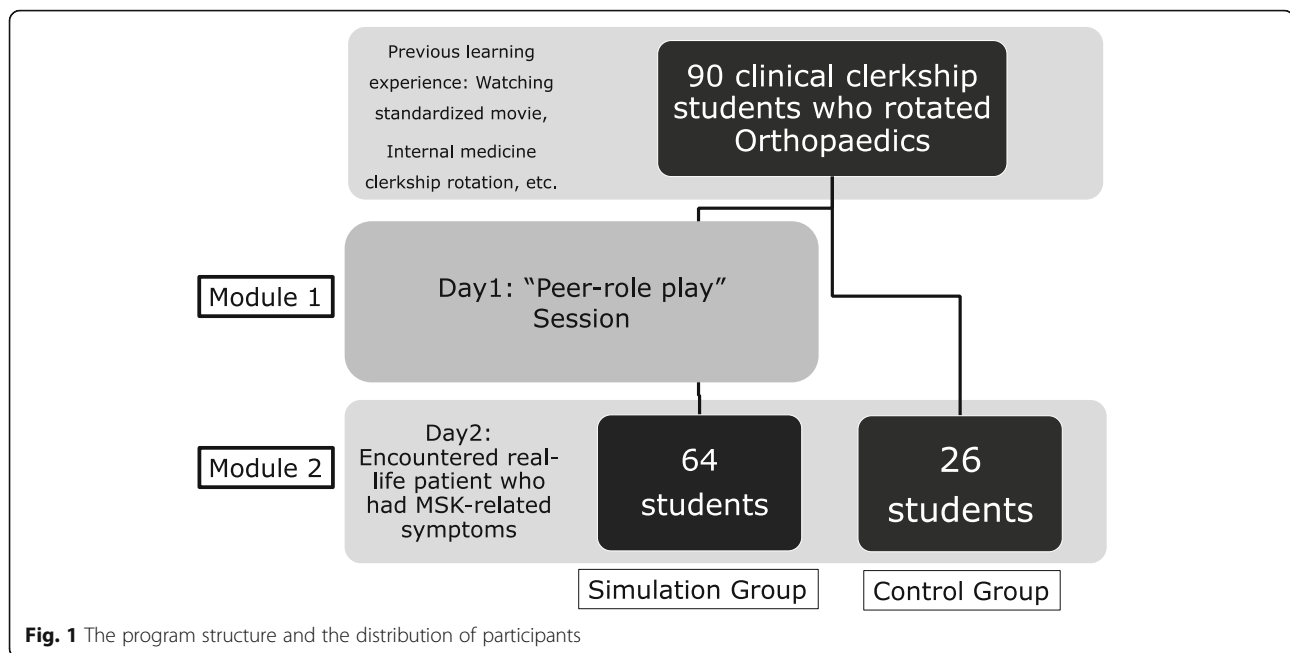 Previous learning
experience: Watching
standardized movie,
Internal medicine
clerkship rotation, etc.
90 clinical clerkship
students who rotated
Orthopaedics
Module 1
Day1: “Peer-role play”
Session
Module 2
Day2:
Encountered real-
life patient who
had MSK-related
symptoms
64
students
26
students
Simulation Group
Control Group
Fig. 1 The program structure and the distribution of participants